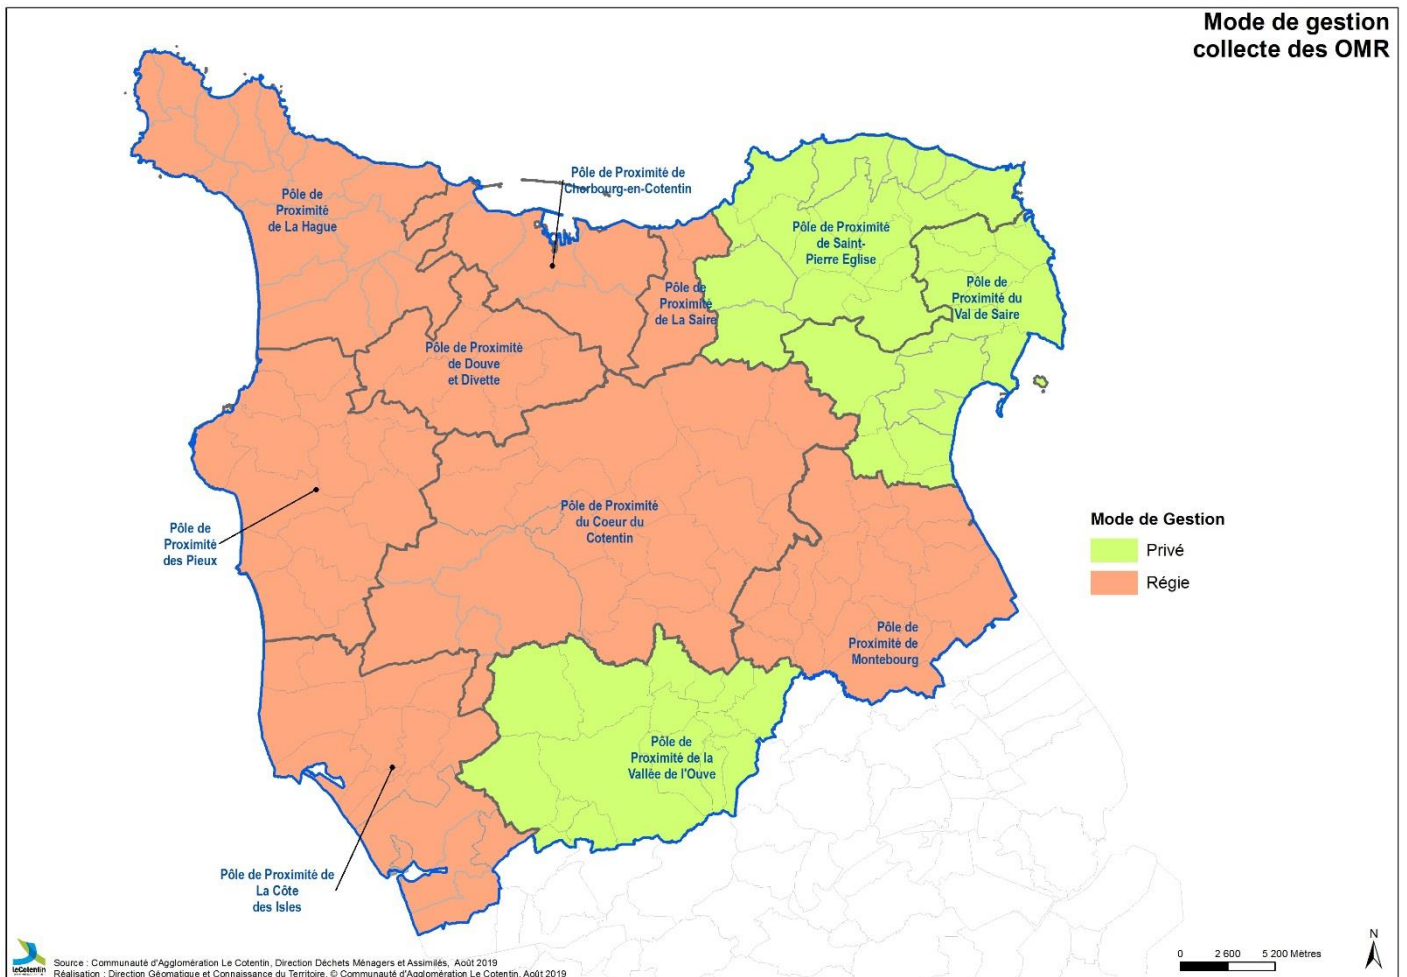 Mode de gestion
collecte des OMR
Pôle de Proximité de
Cherbourg-en-Cotentin
Pôle de
Proximité
de La Hague
Pôle de Proximité
de Saint-
Pierre Eglise
Pôle de
Proximité du
Val de Saire
Pôle de
Proximité
de La Saire
Pôle de Proximité
de Douve
et Divette
Pôle de Proximité
du Coeur du
Cotentin
Pôle de
Proximité
des Pieux
Mode de Gestion
Privé
Régie
Pôle de
Proximité de
Montebourg
Pôle de
Proximité de la
Vallée de l'Ouve
Pôle de Proximité de
La Côte
des Isles
N
0 2 600 5 200 Mètres
leCotentin
Source : Communauté d'Agglomération Le Cotentin, Direction Déchets Ménagers et Assimilés, Août 2019
Réalisation : Direction Géomatique et Connaissance du Territoire, © Communauté d'Agglomération Le Cotentin, Août 2019